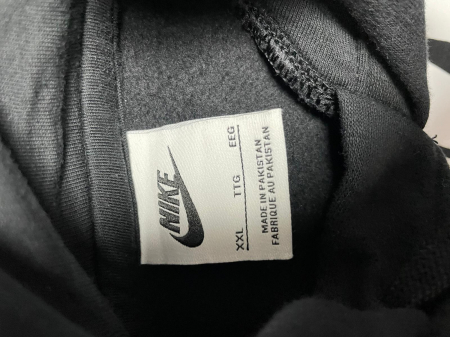 NIKE
XXL TTG EEG
MADE IN PAKISTAN
FABRIQUE AU PAKISTAN